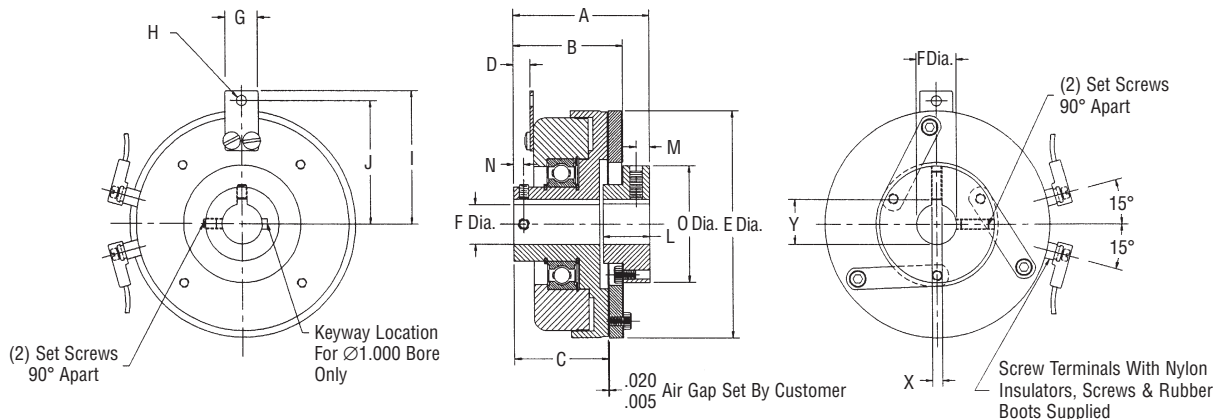 G
H
J
I
(2) Set Screws
90° Apart
Keyway Location
For ∅1.000 Bore
Only
A
B
D
N
M
F Dia.
L
O Dia.
E Dia.
C
.020
.005
Air Gap Set By Customer
F Dia.
(2) Set Screws
90° Apart
Y
15°
15°
X
Screw Terminals With Nylon
Insulators, Screws & Rubber
Boots Supplied